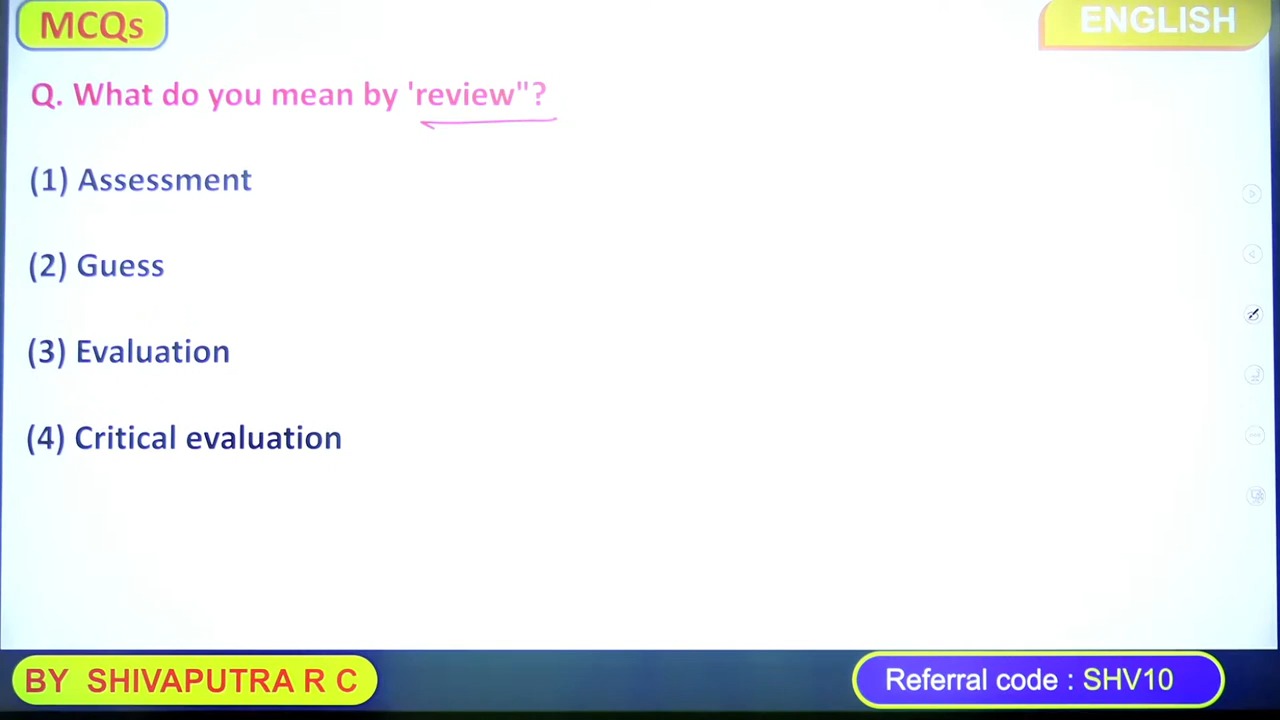 MCQs
ENGLISH
Q. What do you mean by 'review"?
(1) Assessment
(2) Guess
(3) Evaluation
(4) Critical evaluation
BY SHIVAPUTRA R C
Referral code : SHV10